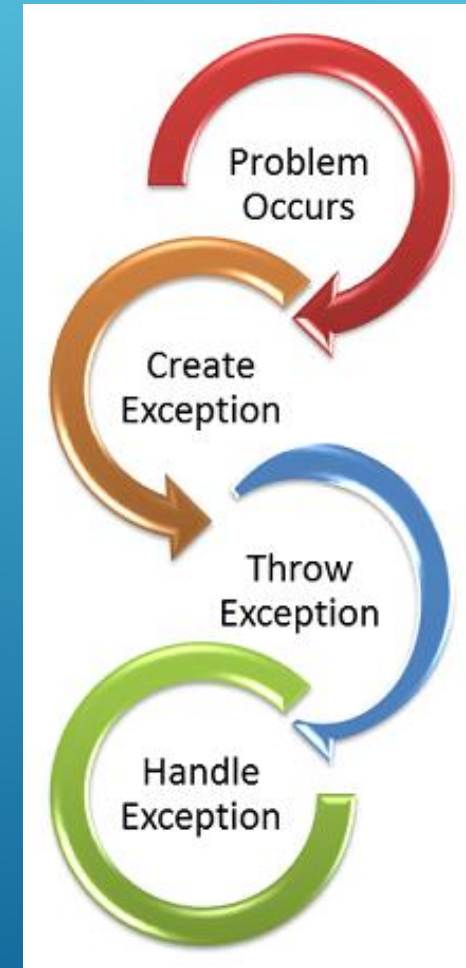 Problem
Occurs
Create
Exception
Throw
Exception
Handle
Exception